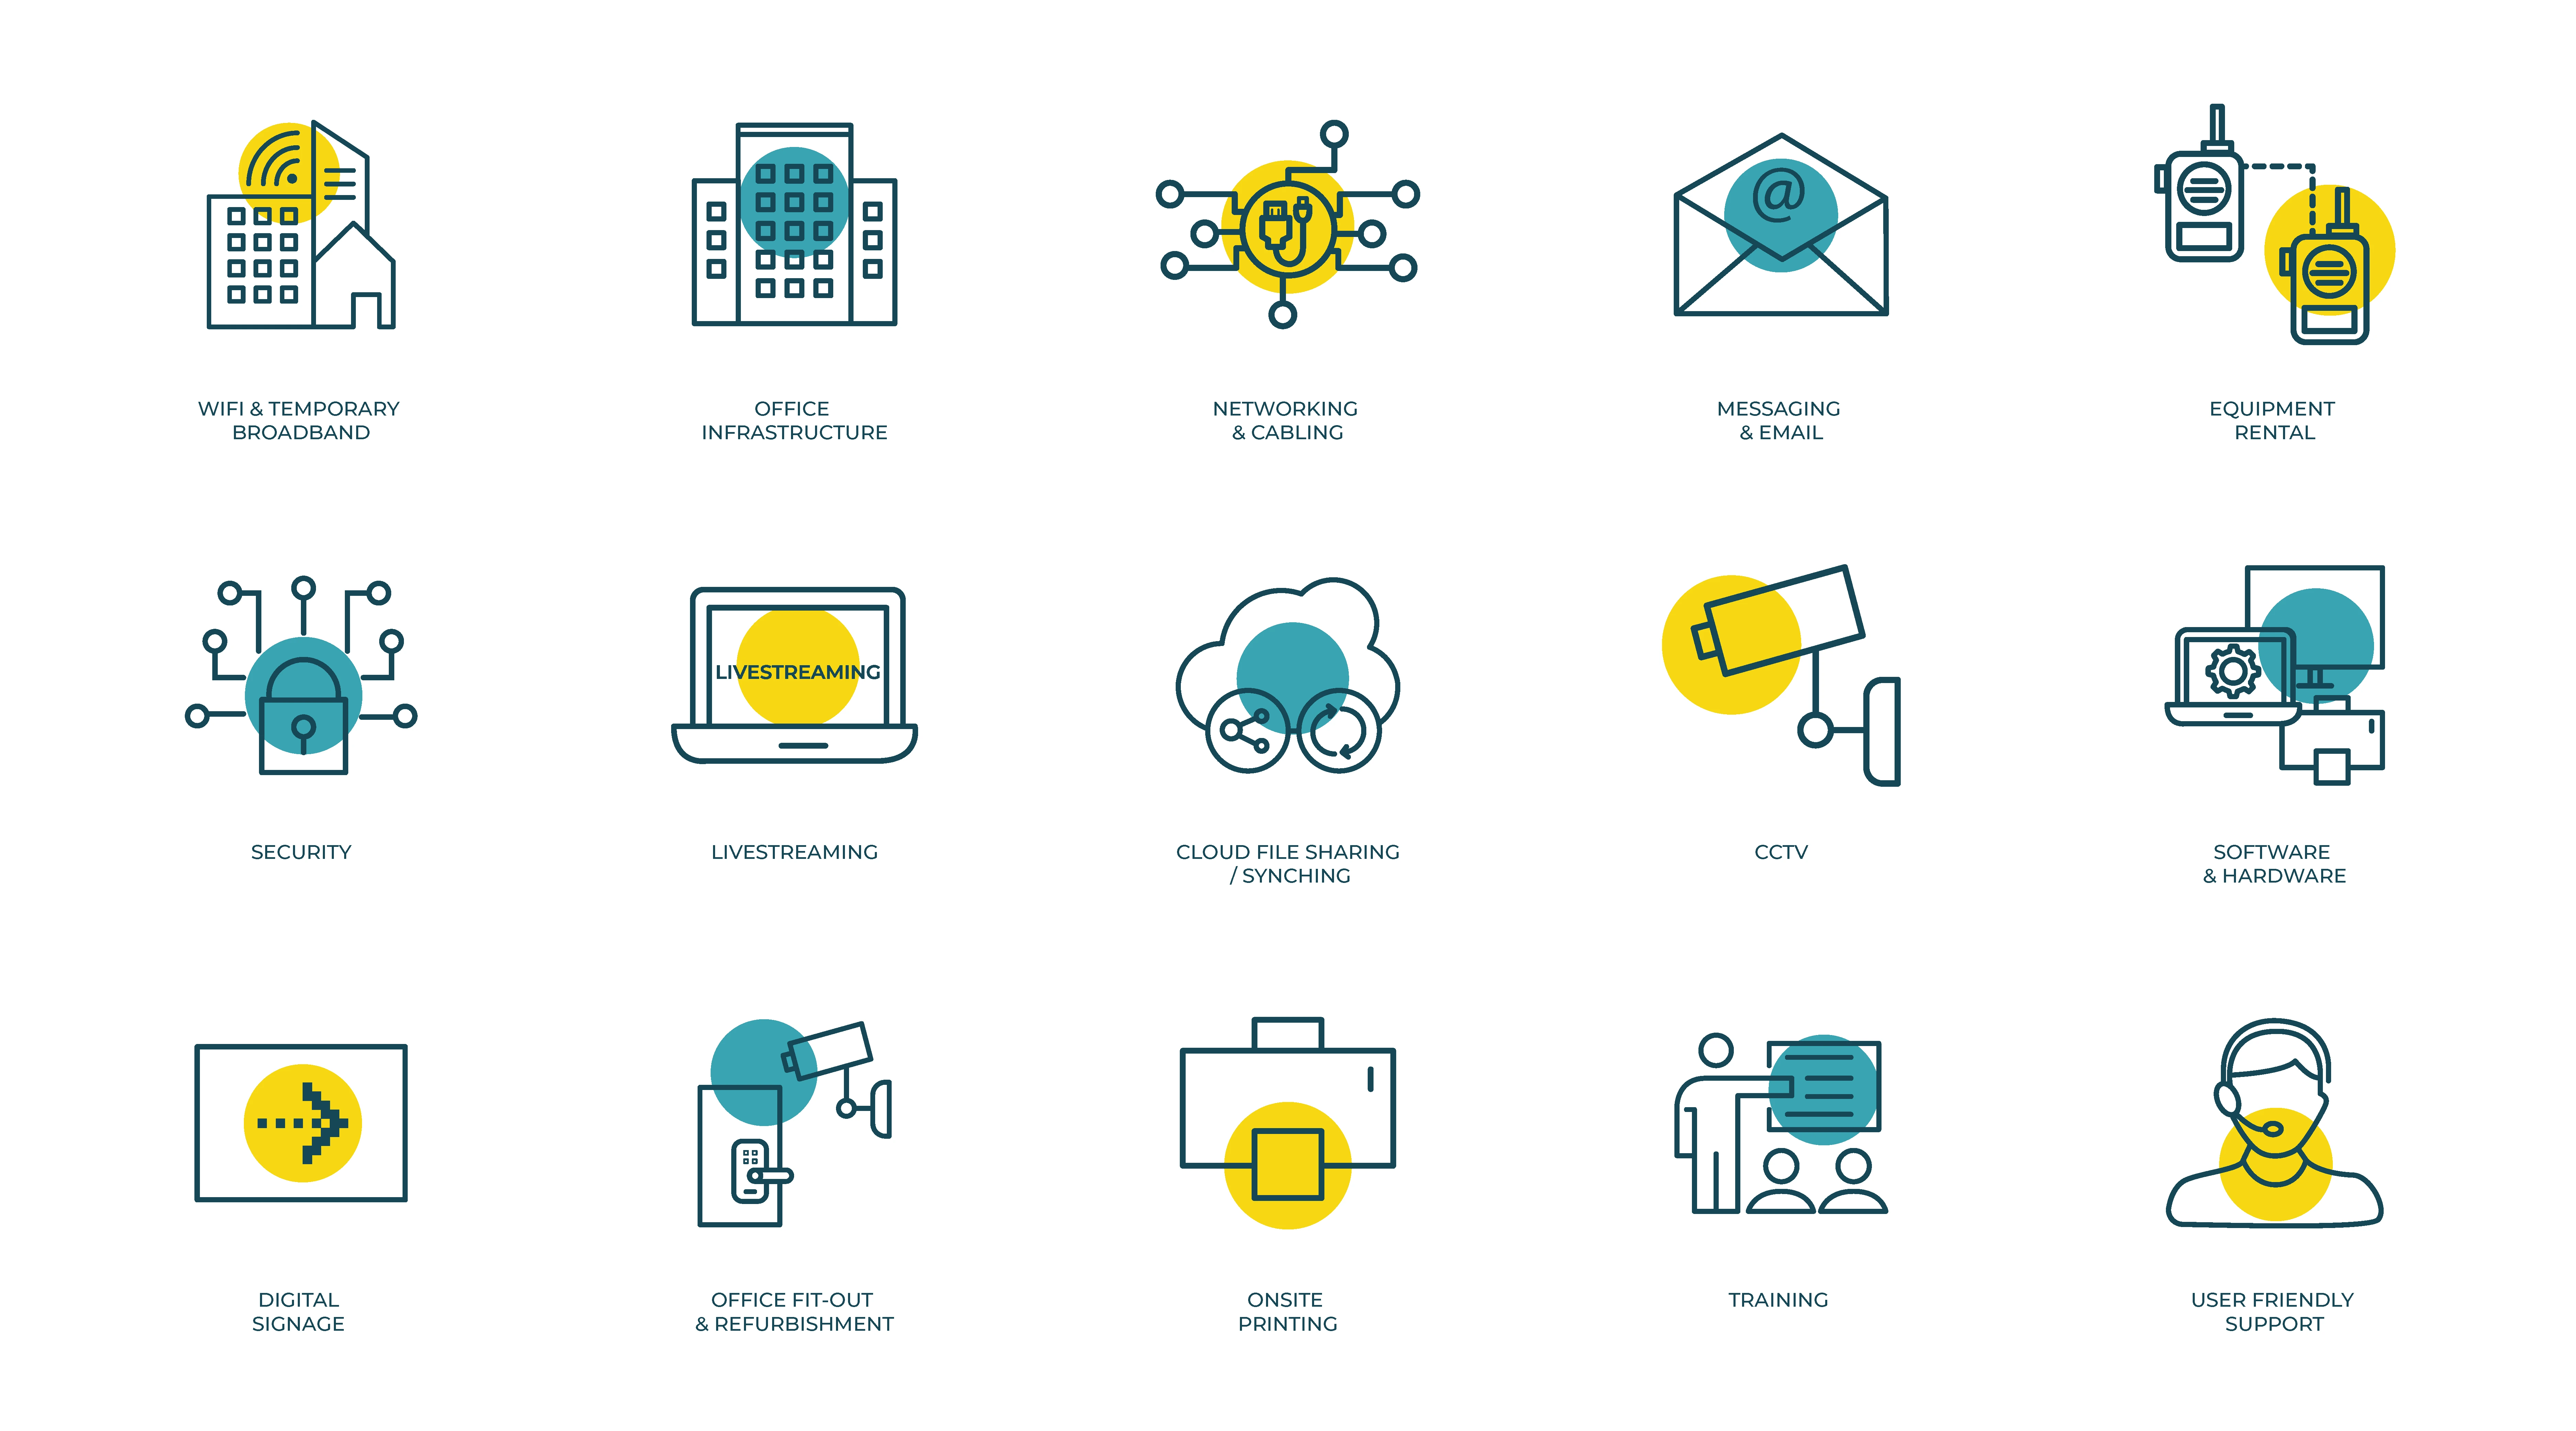 @
WIFI & TEMPORARY
BROADBAND
OFFICE
INFRASTRUCTURE
NETWORKING
& CABLING
MESSAGING
& EMAIL
EQUIPMENT
RENTAL
LIVESTREAMING
SECURITY
LIVESTREAMING
CLOUD FILE SHARING
/ SYNCHING
CCTV
SOFTWARE
& HARDWARE
DIGITAL
SIGNAGE
OFFICE FIT-OUT
& REFURBISHMENT
ONSITE
PRINTING
TRAINING
USER FRIENDLY
SUPPORT